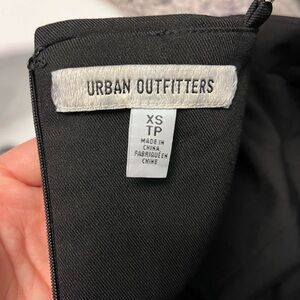 URBAN OUTFITTERS
XS
TP
MADE IN
CHINA
FABRIQUÉ EN
CHINE